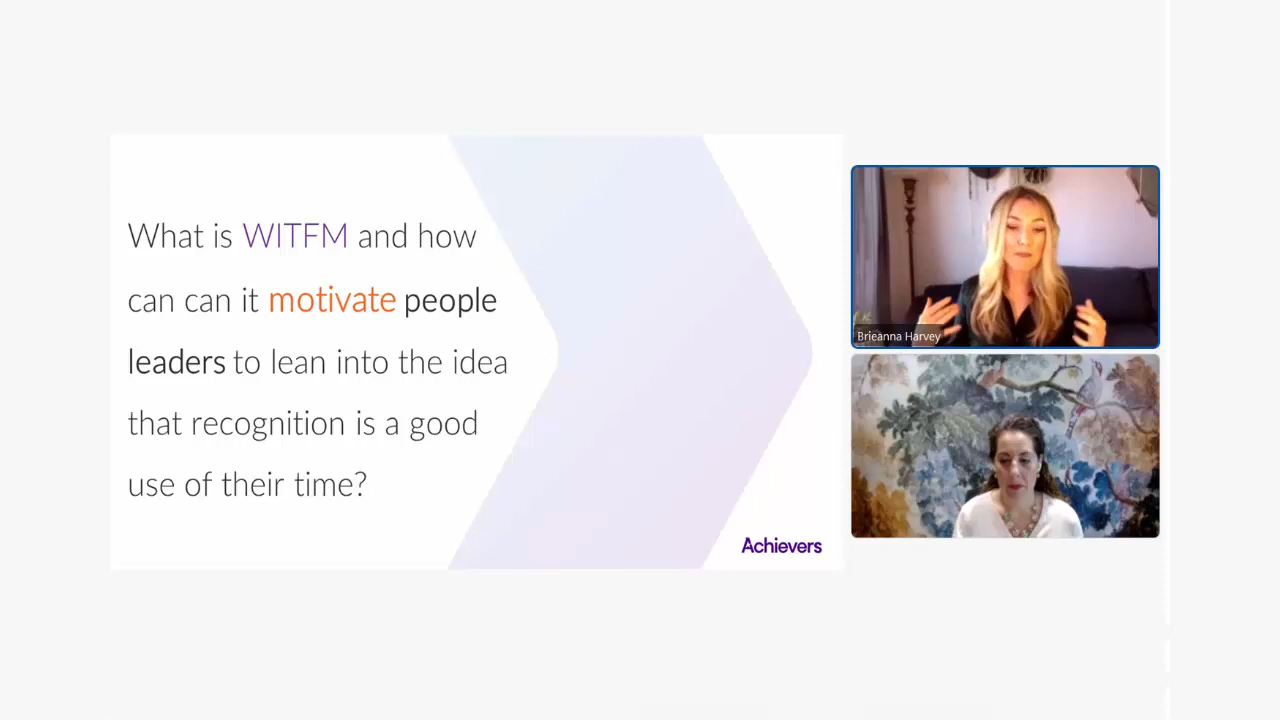 What is WITFM and how
can can it motivate people
leaders to lean into the idea
that recognition is a good
use of their time?
Achievers
Brieanna Harvey